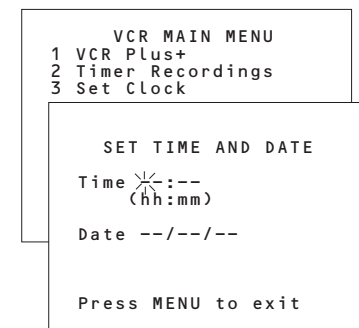 VCR MAIN MENU
1 VCR Plus+
2 Timer Recordings
3 Set Clock
SET TIME AND DATE
Time --:--
(hh:mm)
Date --/--/--
Press MENU to exit